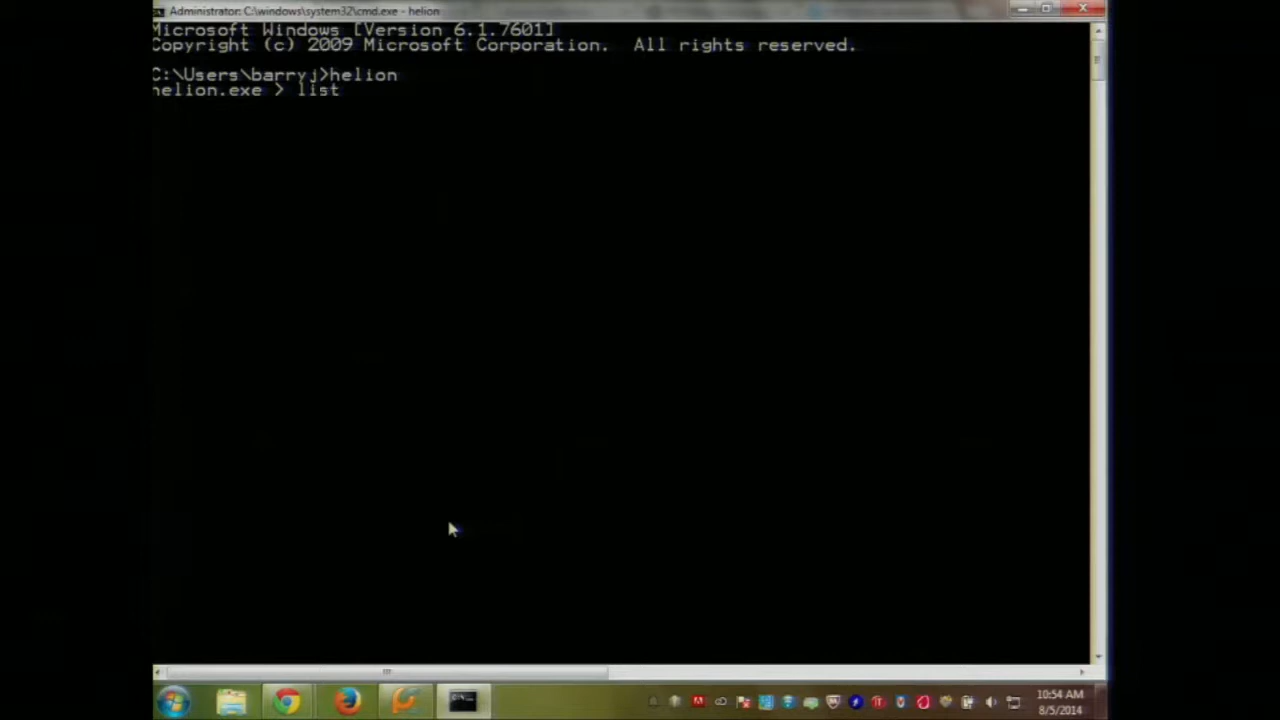 Administrator: C:\windows\system32\cmd.exe - helion
Microsoft Windows [Version 6.1.7601]
Copyright (c) 2009 Microsoft Corporation.  All rights reserved.
C:\Users\barryj>helion
helion.exe > list
10:54 AM
8/5/2014